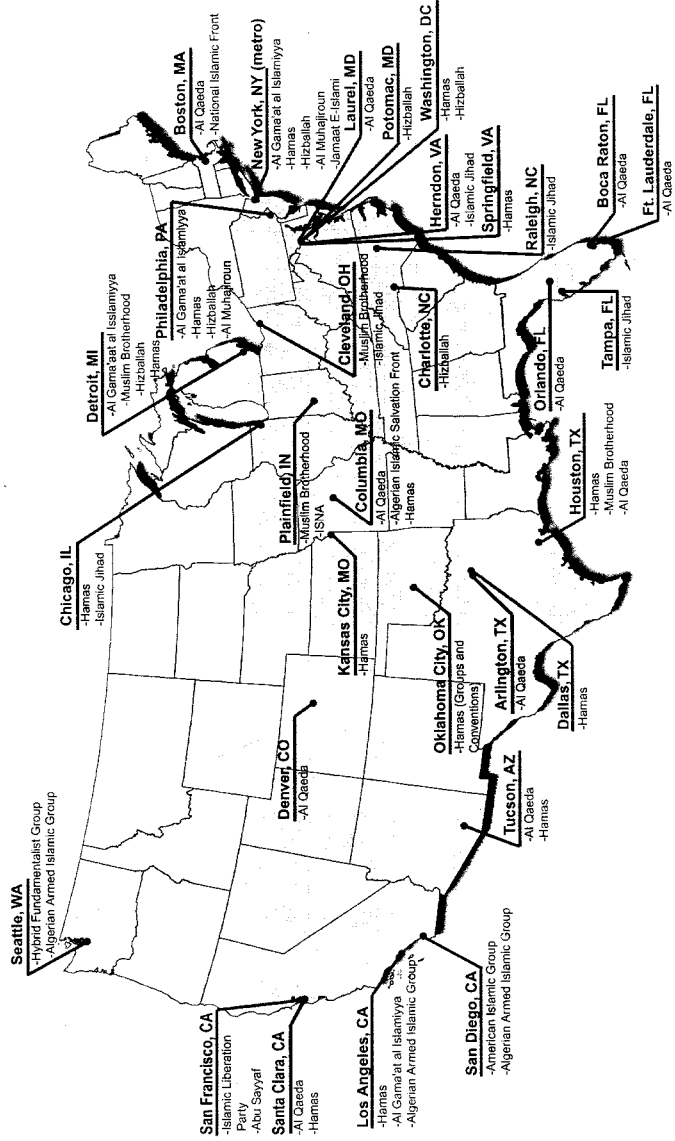 Seattle, WA
-Hybrid Fundamentalist Group
-Algerian Armed Islamic Group
San Francisco, CA
-Islamic Liberation
Party
-Abu Sayyaf
Santa Clara, CA
-Al Qaeda
-Hamas
Los Angeles, CA
-Hamas
-Al Gama'at al Islamiyya
-Algerian Armed Islamic Group
San Diego, CA
-American Islamic Group
-Algerian Armed Islamic Group
Tucson, AZ
-Al Qaeda
-Hamas
Denver, CO
-Al Qaeda
Chicago, IL
-Hamas
-Islamic Jihad
Kansas City, MO
-Hamas
Oklahoma City, OK
-Hamas (Groups and
Conventions)
Arlington, TX
-Al Qaeda
Dallas, TX
-Hamas
Plainfield, IN
-Muslim Brotherhood
-ISNA
Columbia, MO
-Al Qaeda
-Algerian Islamic Salvation Front
-Hamas
Houston, TX
-Hamas
-Muslim Brotherhood
-Al Qaeda
Detroit, MI
-Al Gama'aat al Isslamiyya
-Muslim Brotherhood
-Hizballah
-Hamas
Philadelphia, PA
-Al Gama'at al Islamiyya
-Hamas
-Hizballah
-Al Muhajiroun
Cleveland, OH
-Muslim Brotherhood
-Islamic Jihad
Charlotte, NC
-Hizballah
Orlando, FL
-Al Qaeda
Tampa, FL
-Islamic Jihad
Boston, MA
-Al Qaeda
-National Islamic Front
New York, NY (metro)
-Al Gama'at al Islamiyya
-Hamas
-Hizballah
-Al Muhajiroun
-Jamaat E-Islami
Laurel, MD
-Al Qaeda
Potomac, MD
-Hizballah
Washington, DC
-Hamas
-Hizballah
Herndon, VA
-Al Qaeda
-Islamic Jihad
Springfield, VA
-Hamas
Raleigh, NC
-Islamic Jihad
Boca Raton, FL
-Al Qaeda
Ft. Lauderdale, FL
-Al Qaeda